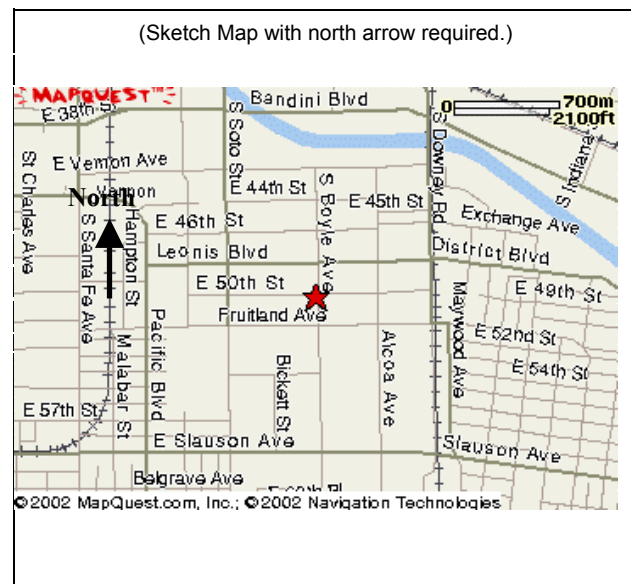 (Sketch Map with north arrow required.)
MAPQUEST™
E 38th St
Bandini Blvd
0 700m
2100ft
S Soto St
S Downey Rd
S Indiana
St Charles Ave
E Vernon Ave
Vernon
North
E 44th St
S Boyle Ave
E 45th St
S Santa Fe Ave
Hampton St
E 46th St
Exchange Ave
Leonis Blvd
District Blvd
E 50th St
E 49th St
Fruitland Ave
Pacific Blvd
Malabar St
Maywood Ave
E 52nd St
Bickett St
Alcoa Ave
E 54th St
E 57th St
E Slauson Ave
Slauson Ave
Belgrave Ave
©2002 MapQuest.com, Inc.; ©2002 Navigation Technologies